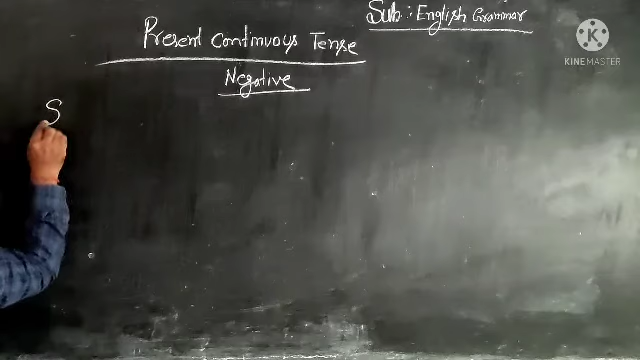 Sub: English Grammar
Present Continuous Tense
Negative
S
K
KINEMASTER